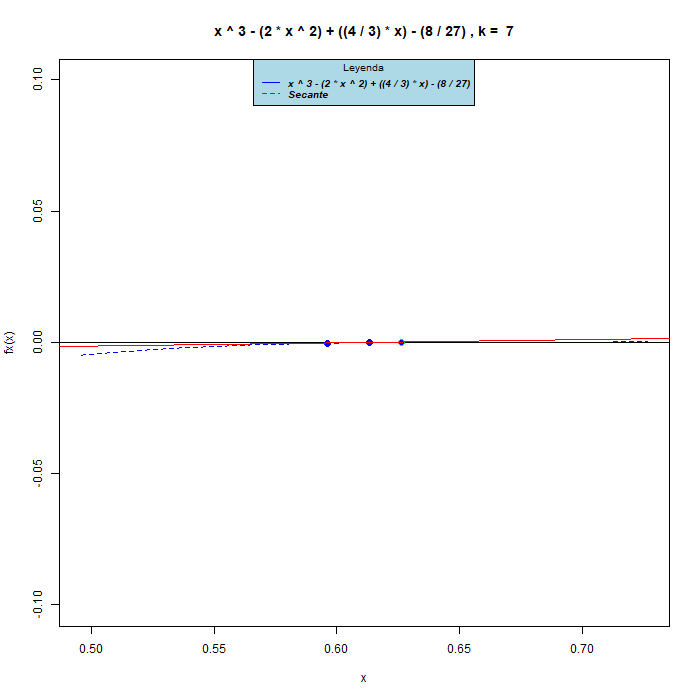 x ^ 3 - (2 * x ^ 2) + ((4 / 3) * x) - (8 / 27) , k = 7
Leyenda
x ^ 3 - (2 * x ^ 2) + ((4 / 3) * x) - (8 / 27)
Secante
0.10
0.05
0.00
-0.05
-0.10
fx(x)
0.50 0.55 0.60 0.65 0.70
x